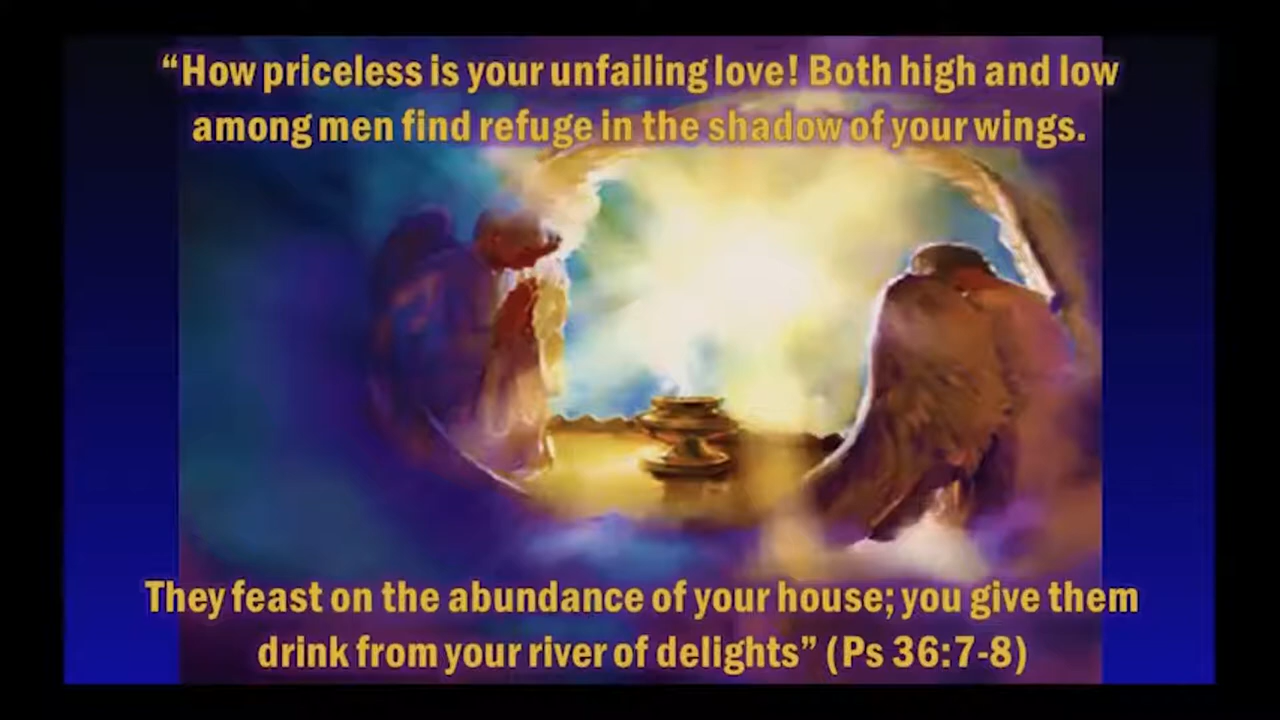 “How priceless is your unfailing love! Both high and low
among men find refuge in the shadow of your wings.
They feast on the abundance of your house; you give them
drink from your river of delights” (Ps 36:7-8)